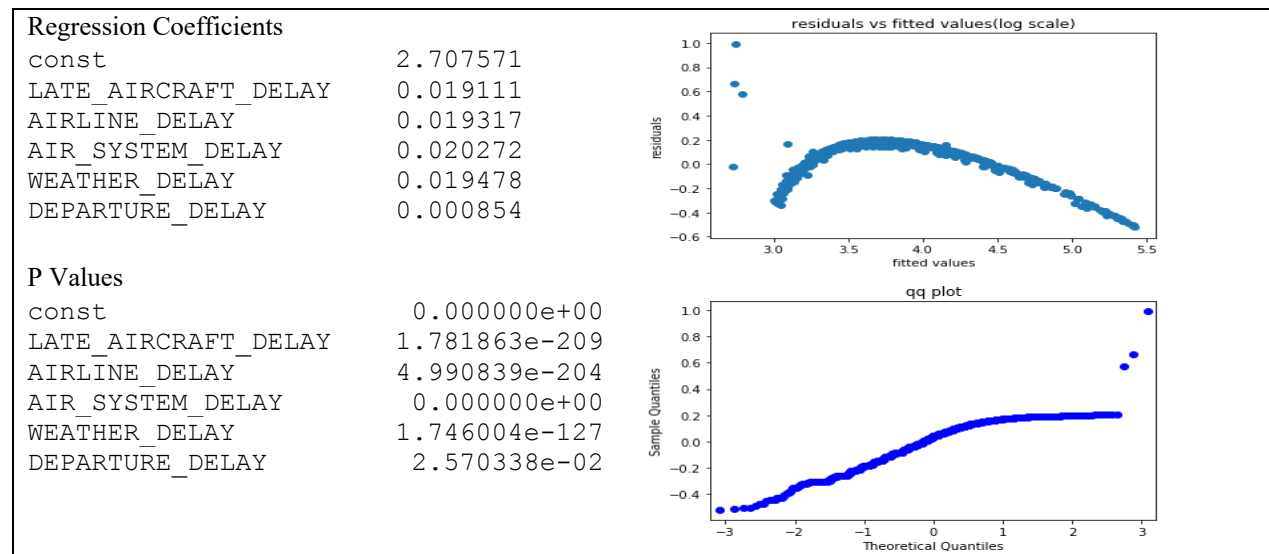 Regression Coefficients
const 2.707571
LATE_AIRCRAFT_DELAY 0.019111
AIRLINE_DELAY 0.019317
AIR_SYSTEM_DELAY 0.020272
WEATHER_DELAY 0.019478
DEPARTURE_DELAY 0.000854
P Values
const 0.000000e+00
LATE_AIRCRAFT_DELAY 1.781863e-209
AIRLINE_DELAY 4.990839e-204
AIR_SYSTEM_DELAY 0.000000e+00
WEATHER_DELAY 1.746004e-127
DEPARTURE_DELAY 2.570338e-02
residuals vs fitted values(log scale)
residuals
1.0
0.8
0.6
0.4
0.2
0.0
−0.2
−0.4
−0.6
3.0 3.5 4.0 4.5 5.0 5.5
fitted values
qq plot
Sample Quantiles
1.0
0.8
0.6
0.4
0.2
0.0
−0.2
−0.4
−3 −2 −1 0 1 2 3
Theoretical Quantiles